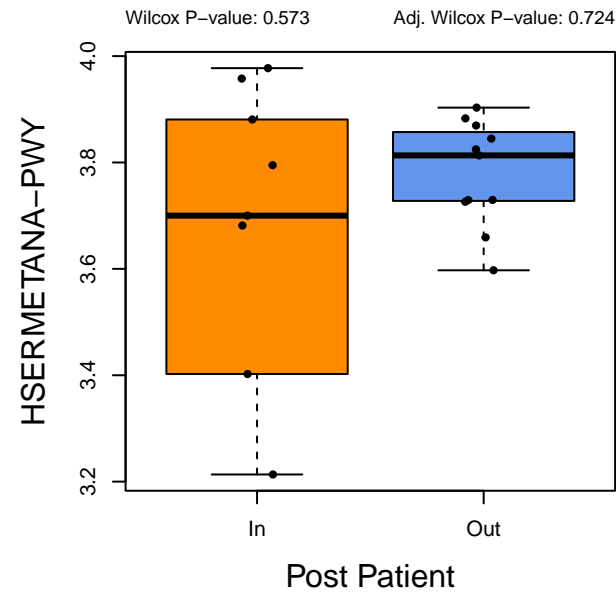 Wilcox P−value: 0.573 Adj. Wilcox P−value: 0.724
HSERMETANA−PWY
4.0
3.8
3.6
3.4
3.2
In Out
Post Patient